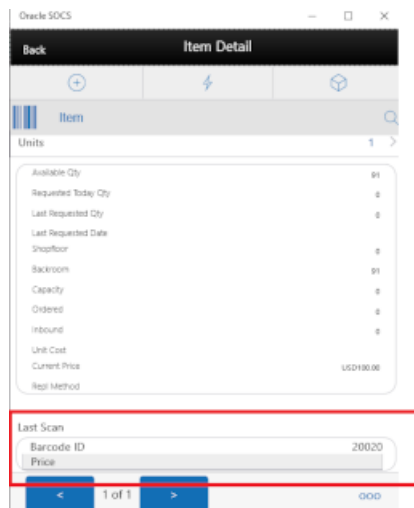 Oracle SOCS
Back Item Detail
Item
Units 1
Available Qty 91
Requested Today Qty 0
Last Requested Qty 0
Last Requested Date
Shopfloor 0
Backroom 91
Capacity 0
Ordered 0
Inbound 0
Unit Cost
Current Price USD100.00
Repl Method
Last Scan
Barcode ID 20020
Price
< 1 of 1 >